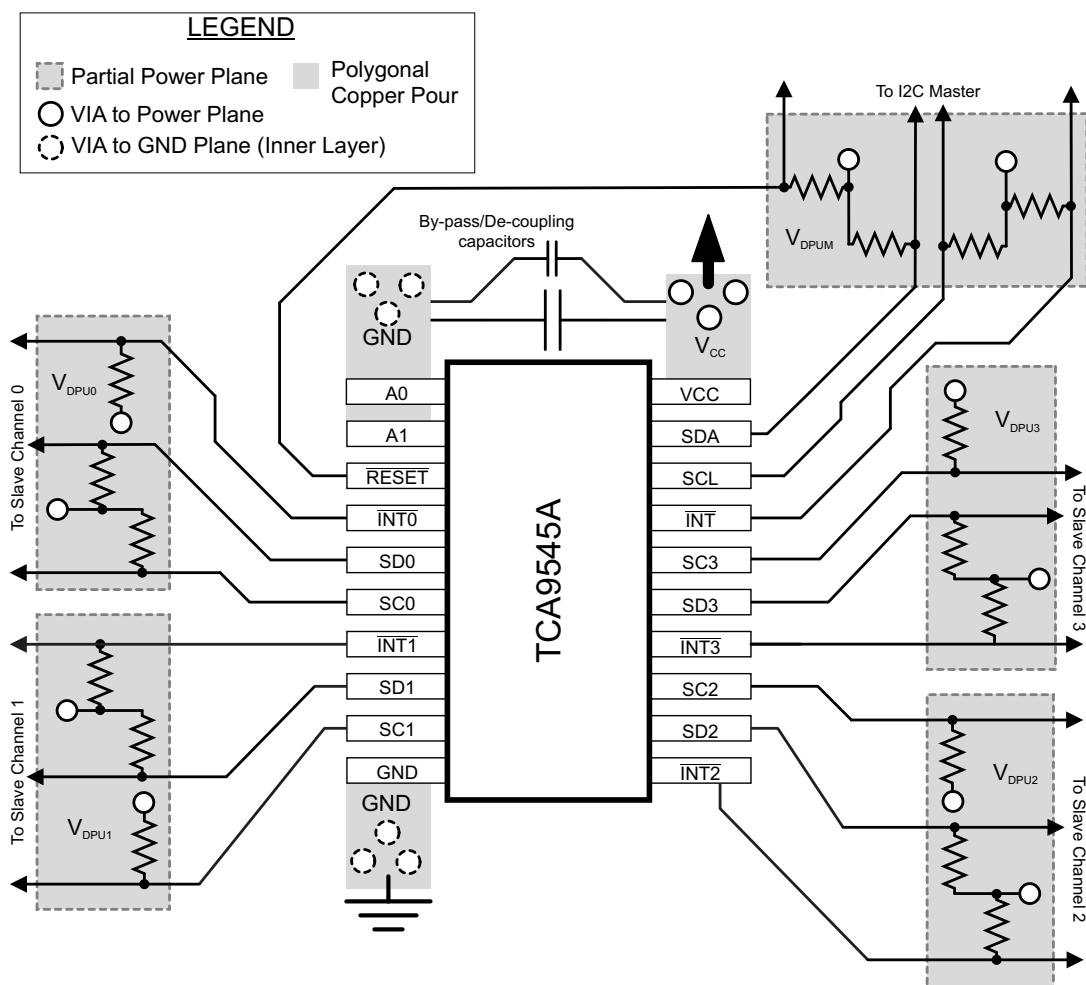 LEGEND
Partial Power Plane
Polygonal
Copper Pour
VIA to Power Plane
VIA to GND Plane (Inner Layer)
To I2C Master
By-pass/De-coupling
capacitors
VDPUM
GND
VCC
VDPU0
To Slave Channel 0
VDPU3
To Slave Channel 3
A0
A1
RESET
INT0
SD0
SC0
INT1
SD1
SC1
GND
TCA9545A
VCC
SDA
SCL
INT
SC3
SD3
INT3
SC2
SD2
INT2
To Slave Channel 1
VDPU1
GND
VDPU2
To Slave Channel 2